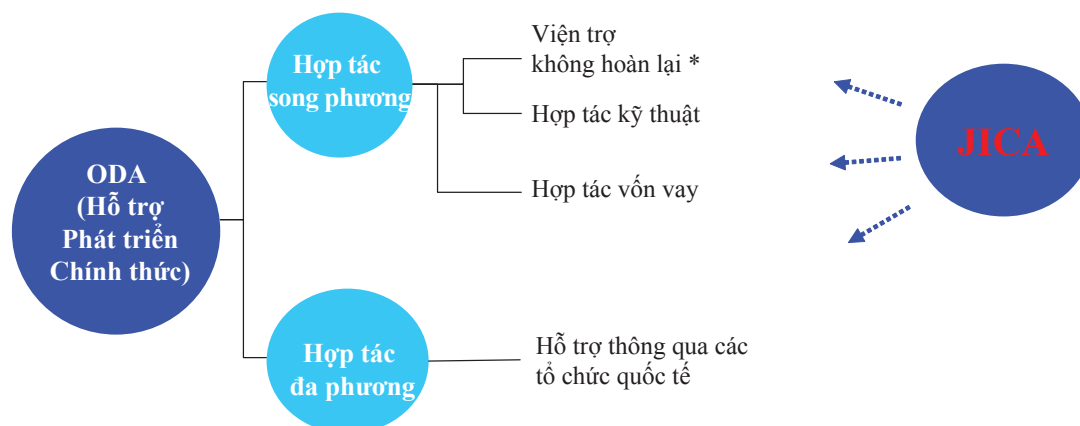 ODA
(Hỗ trợ
Phát triển
Chính thức)
Hợp tác
song phương
Viện trợ
không hoàn lại *
Hợp tác kỹ thuật
Hợp tác vốn vay
Hợp tác
đa phương
Hỗ trợ thông qua các
tổ chức quốc tế
JICA